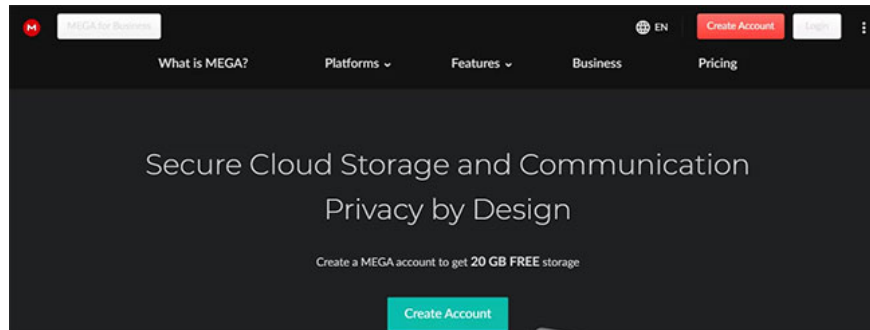 M MEGA for Business EN Create Account Login
What is MEGA? Platforms Features Business Pricing
Secure Cloud Storage and Communication
Privacy by Design
Create a MEGA account to get 20 GB FREE storage
Create Account